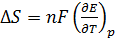 ΔS = nF(∂E/∂T)_p